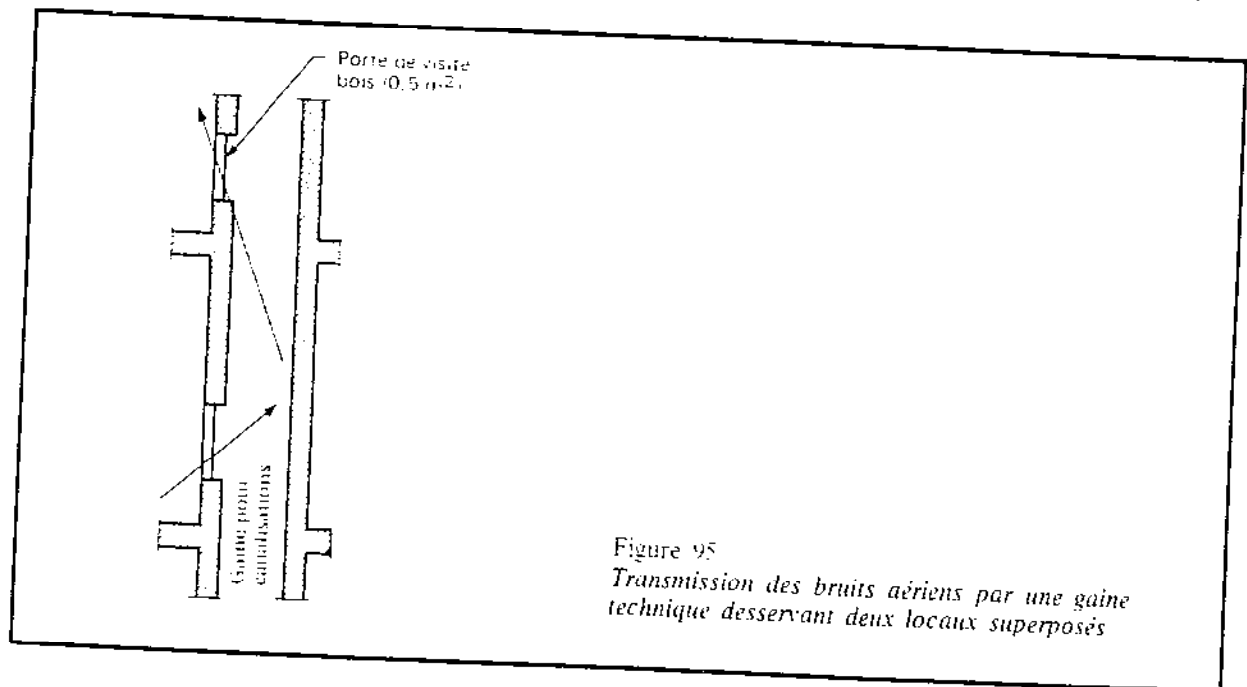 Porte de visite
bois (0,5 m²)
Gaine pour
canalisations
Figure 95
Transmission des bruits aériens par une gaine
technique desservant deux locaux superposés